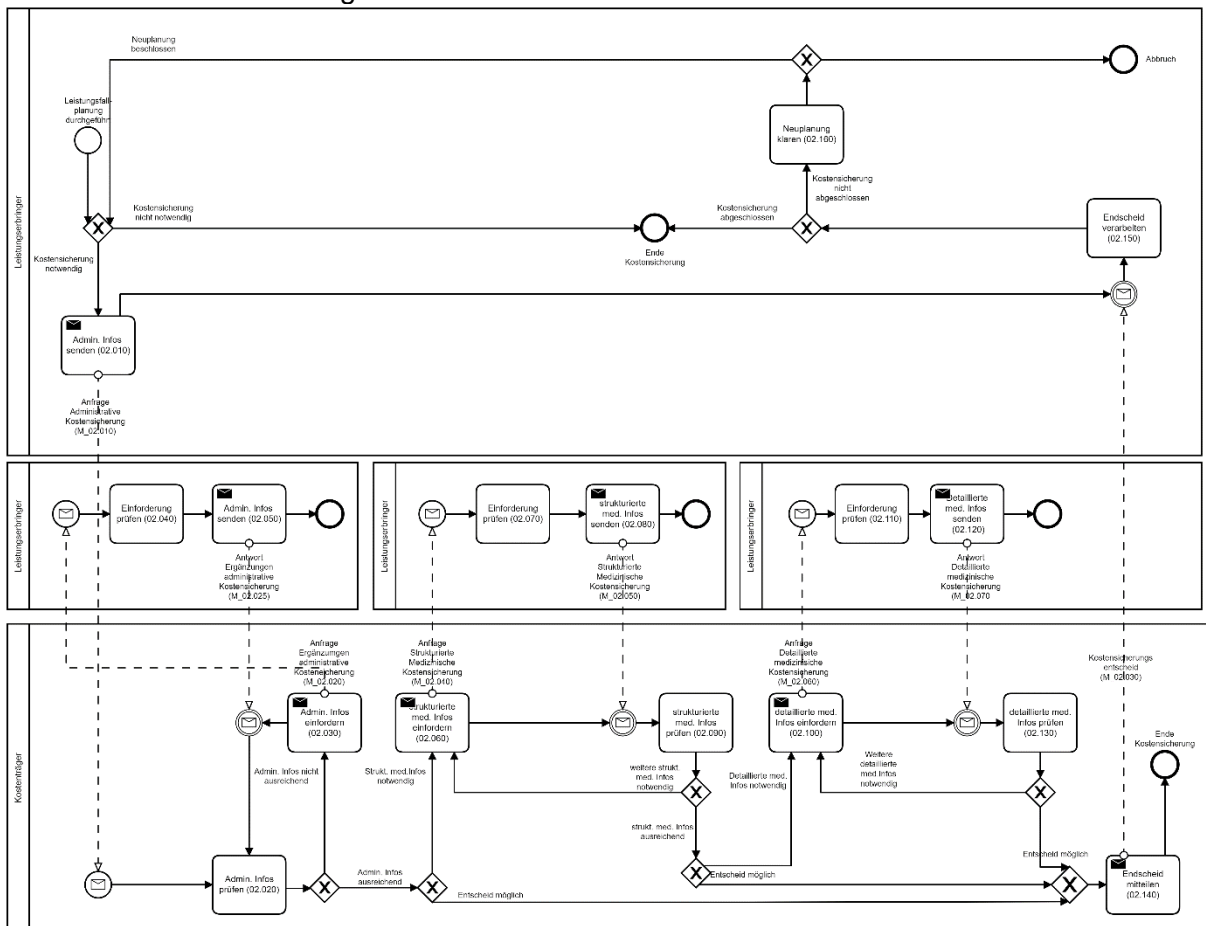 Neuplanung
beschlossen
Abbruch
Leistungsfall-
planung
durchgeführt
Neuplanung
klären (02.160)
Kostensicherung
nicht notwendig
Kostensicherung
abgeschlossen
Kostensicherung
nicht
abgeschlossen
Endscheid
verarbeiten
(02.150)
Ende
Kostensicherung
Kostensicherung
notwendig
Leistungserbringer
Admin. Infos
senden (02.010)
Anfrage
Administrative
Kostensicherung
(M_02.010)
Leistungserbringer
Einforderung
prüfen (02.040)
Admin. Infos
senden (02.050)
Antwort
Ergänzungen
administrative
Kostensicherung
(M_02.025)
Leistungserbringer
Einforderung
prüfen (02.070)
strukturierte
med. Infos
senden (02.080)
Antwort
Strukturierte
Medizinische
Kostensicherung
(M_02.050)
Leistungserbringer
Einforderung
prüfen (02.110)
Detaillierte
med. Infos
senden
(02.120)
Antwort
Detaillierte
medizinische
Kostensicherung
(M_02.070
Kostenträger
Anfrage
Ergänzungen
administrative
Kostensicherung
(M_02.020)
Admin. Infos
einfordern
(02.030)
Anfrage
Strukturierte
Medizinische
Kostensicherung
(M_02.040)
strukturierte
med. Infos
einfordern
(02.060)
strukturierte
med. Infos
prüfen (02.090)
Anfrage
Detaillierte
medizinsiche
Kostensicherung
(M_02.060)
detaillierte med.
Infos einfordern
(02.100)
detaillierte med.
Infos prüfen
(02.130)
Kostensicherungs
entscheid
(M_02.030)
Ende
Kostensicherung
Admin. Infos nicht
ausreichend
Strukt. med.Infos
notwendig
weitere strukt.
med. Infos
notwendig
Detaillierte med.
Infos notwendig
Weitere
detaillierte
med.Infos
notwendig
strukt. med. Infos
ausreichend
Entscheid möglich
Admin. Infos
prüfen (02.020)
Admin. Infos
ausreichend
Entscheid möglich
Entscheid möglich
Endscheid
mitteilen
(02.140)